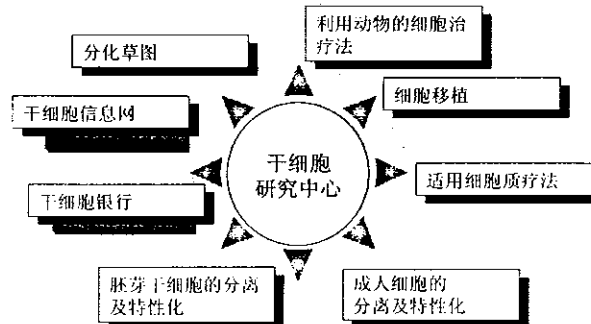 分化草图
利用动物的细胞治
疗法
干细胞信息网
细胞移植
干细胞
研究中心
干细胞银行
适用细胞质疗法
胚芽干细胞的分离
及特性化
成人细胞的
分离及特性化